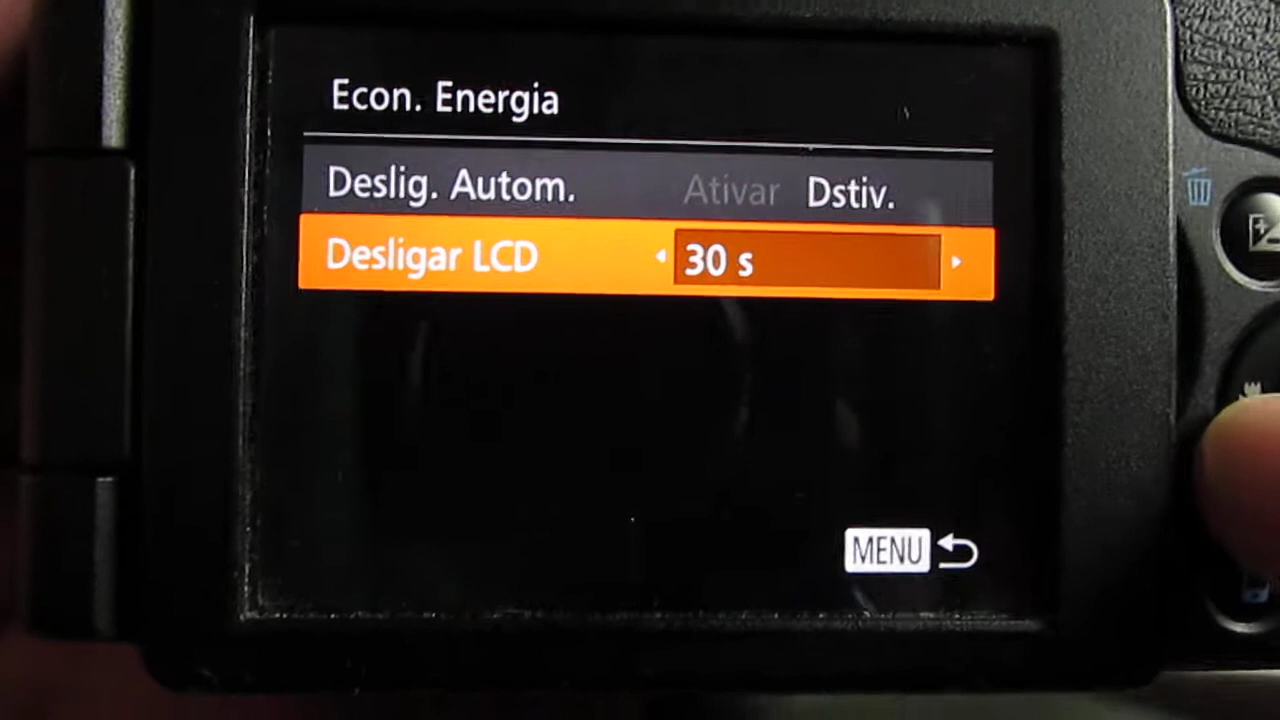 Econ. Energia
Deslig. Autom. Ativar Dstiv.
Desligar LCD 30 s
MENU